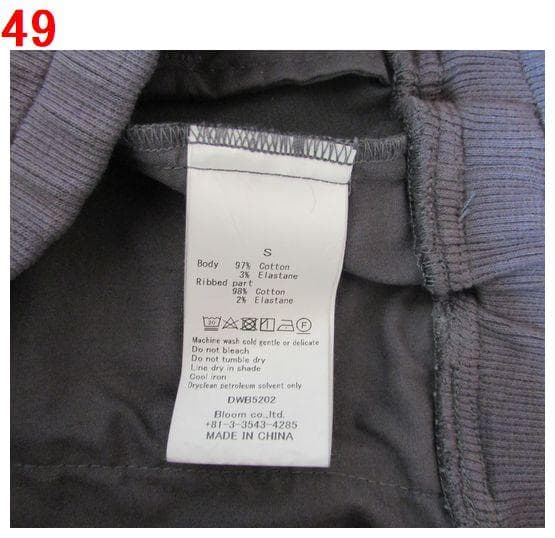 49
S
Body 97% Cotton
3% Elastane
Ribbed part
98% Cotton
2% Elastane
Machine wash cold gentle or delicate
Do not bleach
Do not tumble dry
Line dry in shade
Cool iron
Dryclean petroleum solvent only
DWB5202
Bloom co.,ltd.
+81-3-3543-4285
MADE IN CHINA